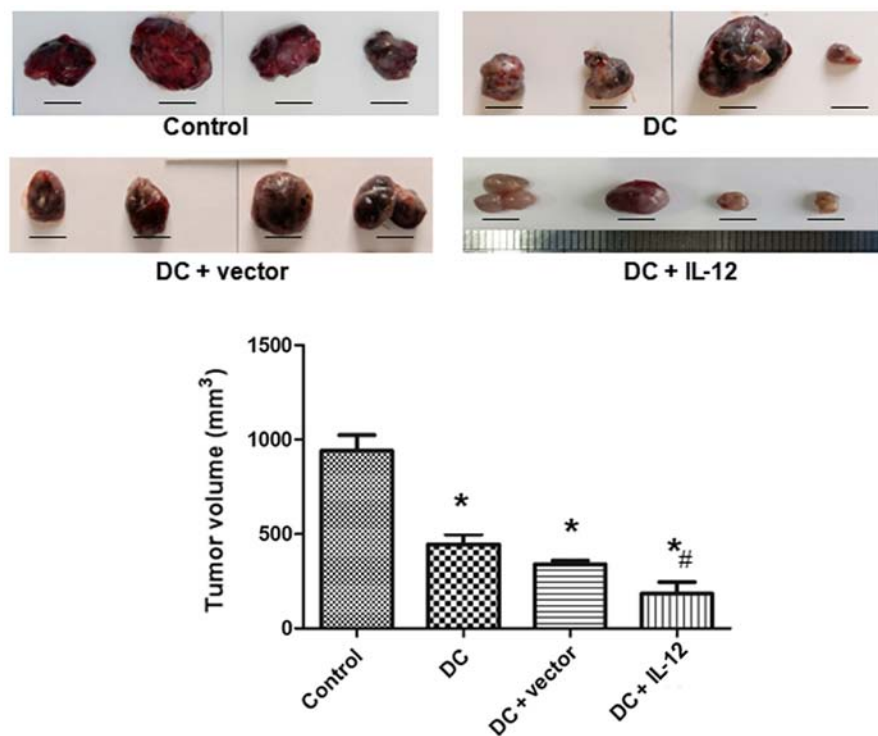 Control
DC
DC + vector
DC + IL-12
Tumor volume (mm³)
1500
1000
500
0
*
*
*#
Control
DC
DC + vector
DC + IL-12